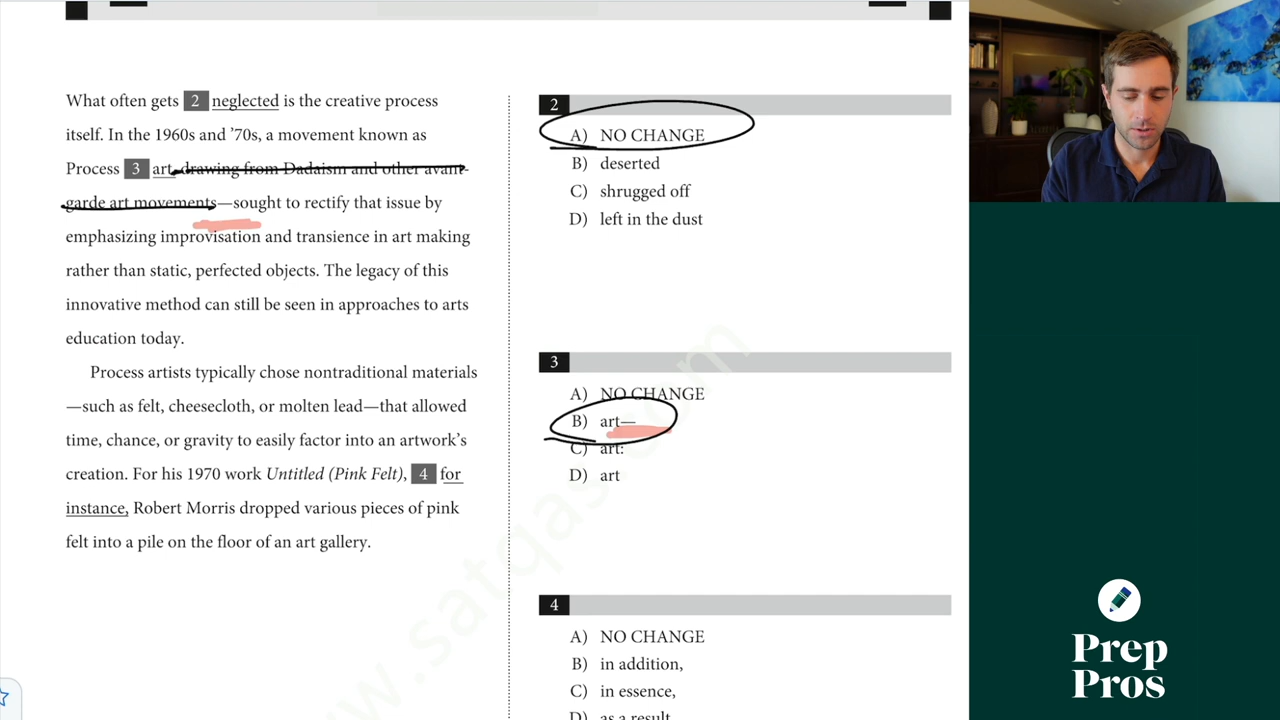 What often gets 2 neglected is the creative process
itself. In the 1960s and ’70s, a movement known as
Process 3 art, drawing from Dadaism and other avant-
garde art movements—sought to rectify that issue by
emphasizing improvisation and transience in art making
rather than static, perfected objects. The legacy of this
innovative method can still be seen in approaches to arts
education today.
Process artists typically chose nontraditional materials
—such as felt, cheesecloth, or molten lead—that allowed
time, chance, or gravity to easily factor into an artwork’s
creation. For his 1970 work Untitled (Pink Felt), 4 for
instance, Robert Morris dropped various pieces of pink
felt into a pile on the floor of an art gallery.
2
A) NO CHANGE
B) deserted
C) shrugged off
D) left in the dust
3
A) NO CHANGE
B) art—
C) art:
D) art
4
A) NO CHANGE
B) in addition,
C) in essence,
D) as a result
Prep
Pros